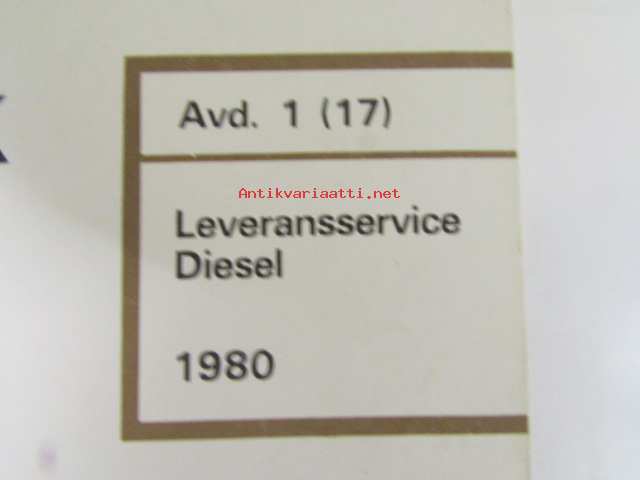 Avd. 1 (17)
Antikvariaatti.net
Leveransservice
Diesel
1980